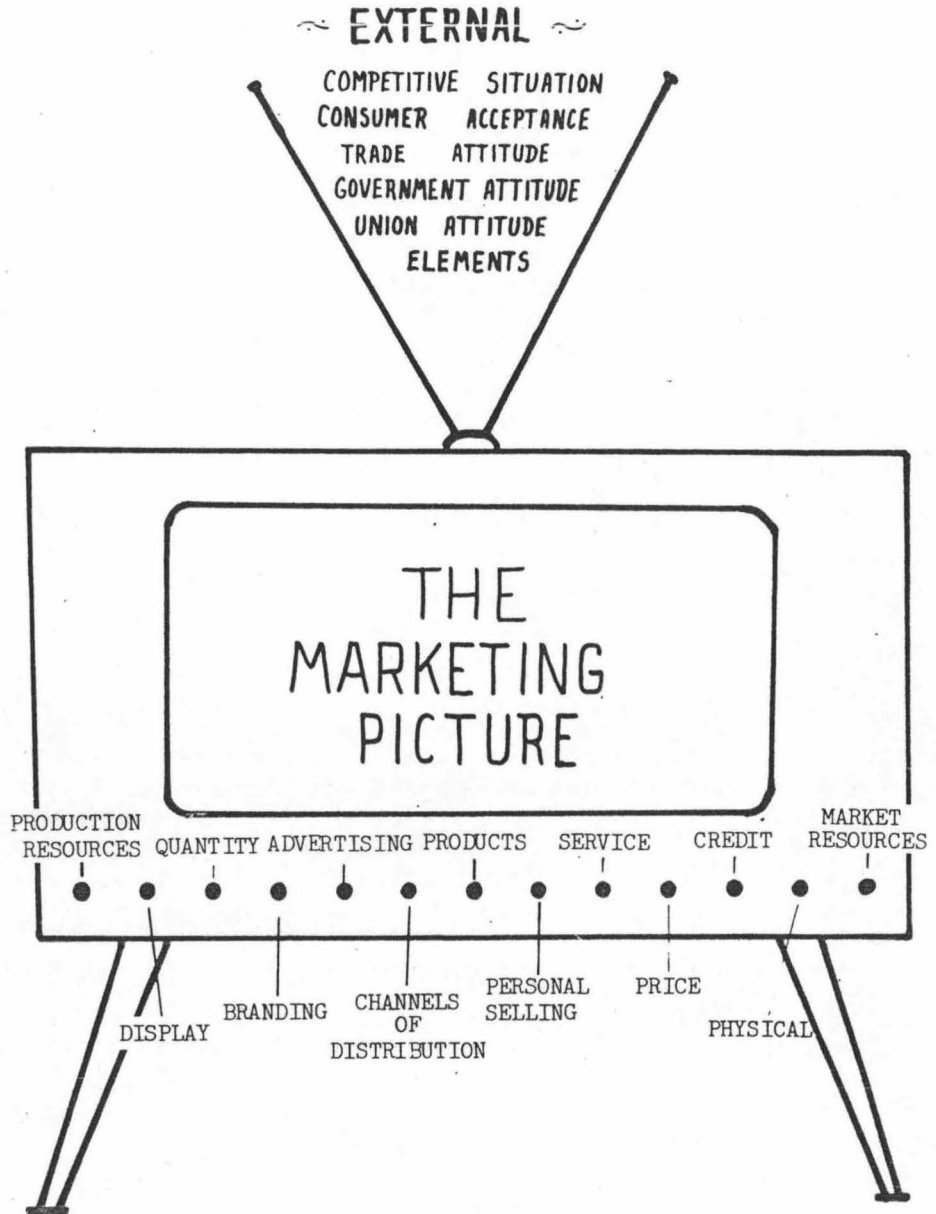 ~ EXTERNAL ~
COMPETITIVE SITUATION
CONSUMER ACCEPTANCE
TRADE ATTITUDE
GOVERNMENT ATTITUDE
UNION ATTITUDE
ELEMENTS
THE
MARKETING
PICTURE
PRODUCTION
RESOURCES
QUANTITY
ADVERTISING
PRODUCTS
SERVICE
CREDIT
MARKET
RESOURCES
DISPLAY
BRANDING
CHANNELS
OF
DISTRIBUTION
PERSONAL
SELLING
PRICE
PHYSICAL